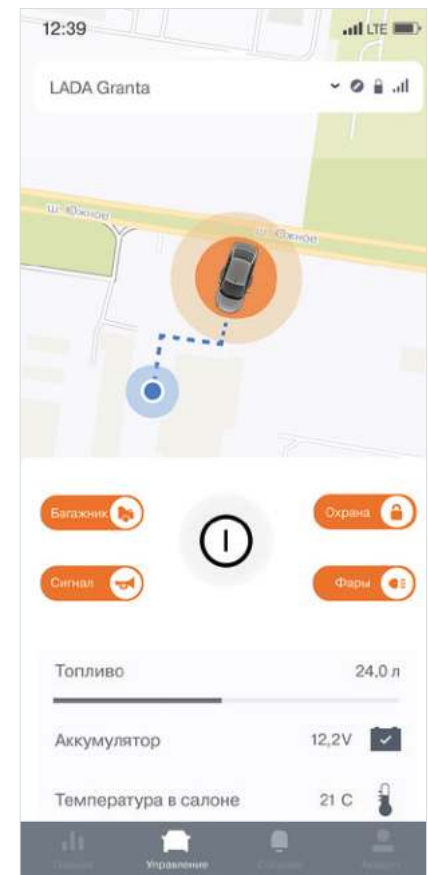 12:39 LTE
LADA Granta
ш. Южное
ш. Южное
Багажник
Охрана
Сигнал
Фары
Топливо 24,0 л
Аккумулятор 12,2V
Температура в салоне 21 C
Управление